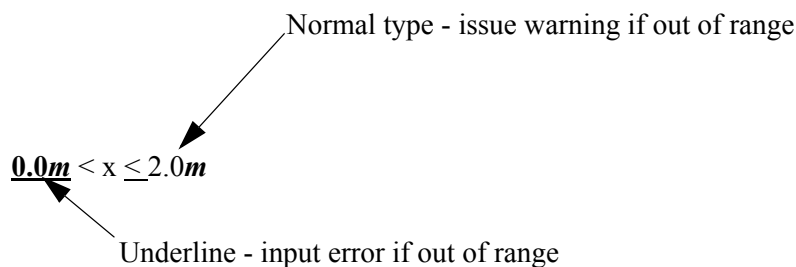 Normal type - issue warning if out of range
0.0m < x ≤ 2.0m
Underline - input error if out of range